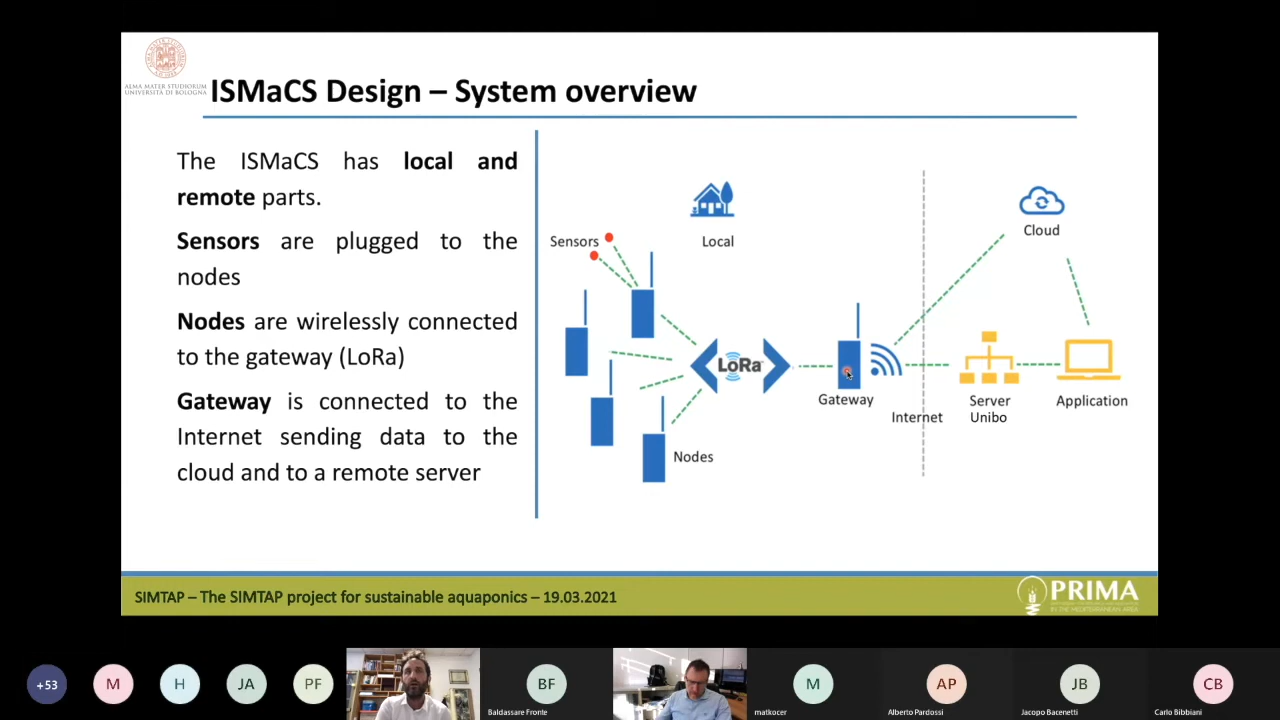 ALMA MATER STUDIORUM
UNIVERSITÀ DI BOLOGNA
ISMaCS Design – System overview
The ISMaCS has local and
remote parts.
Sensors are plugged to the
nodes
Nodes are wirelessly connected
to the gateway (LoRa)
Gateway is connected to the
Internet sending data to the
cloud and to a remote server
Sensors
Local
Cloud
LoRa
Gateway
Internet
Server
Unibo
Application
Nodes
SIMTAP – The SIMTAP project for sustainable aquaponics – 19.03.2021
PRIMA
IN THE MEDITERRANEAN AREA
+53
M
H
JA
PF
BF
Baldassare Fronte
M
matkocer
AP
Alberto Pardossi
JB
Jacopo Bacenetti
CB
Carlo Bibbiani